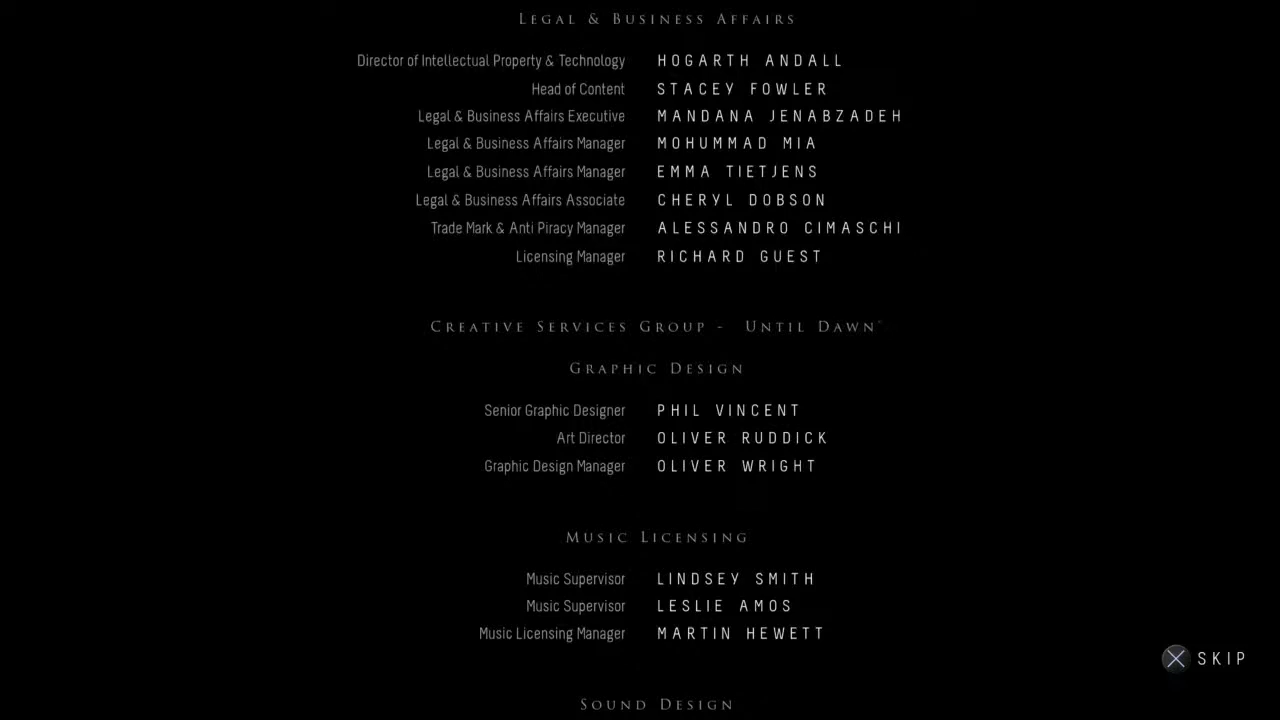 LEGAL & BUSINESS AFFAIRS
Director of Intellectual Property & Technology HOGARTH ANDALL
Head of Content STACEY FOWLER
Legal & Business Affairs Executive MANDANA JENABZADEH
Legal & Business Affairs Manager MOHUMMAD MIA
Legal & Business Affairs Manager EMMA TIETJENS
Legal & Business Affairs Associate CHERYL DOBSON
Trade Mark & Anti Piracy Manager ALESSANDRO CIMASCHI
Licensing Manager RICHARD GUEST
CREATIVE SERVICES GROUP - UNTIL DAWN™
GRAPHIC DESIGN
Senior Graphic Designer PHIL VINCENT
Art Director OLIVER RUDDICK
Graphic Design Manager OLIVER WRIGHT
MUSIC LICENSING
Music Supervisor LINDSEY SMITH
Music Supervisor LESLIE AMOS
Music Licensing Manager MARTIN HEWETT
SKIP
SOUND DESIGN